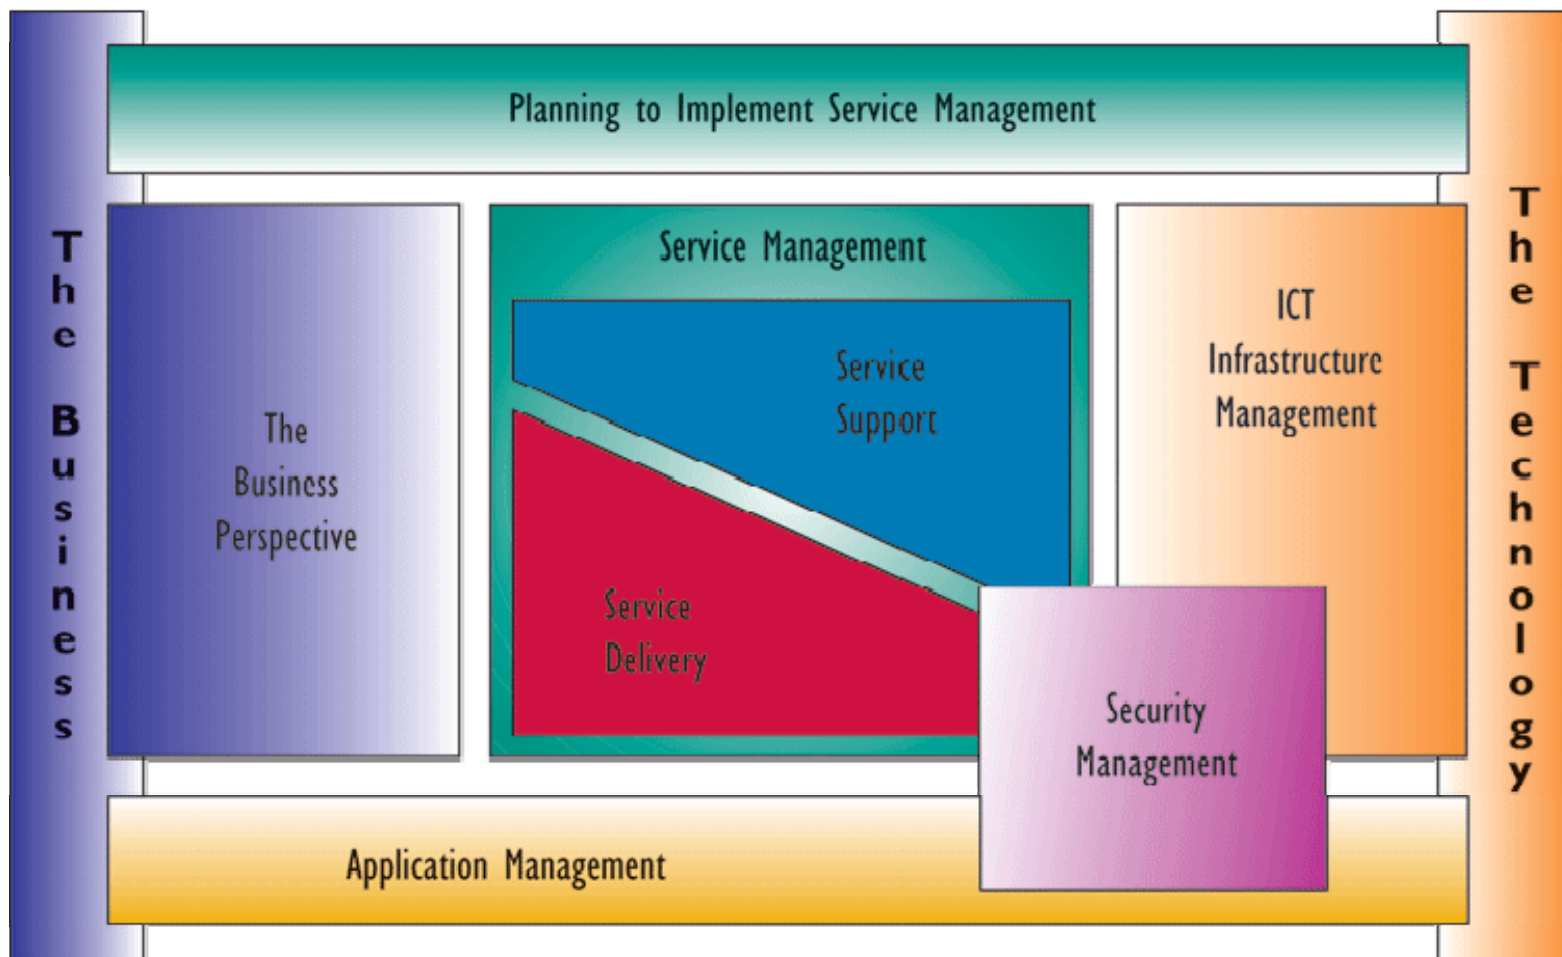 Planning to Implement Service Management
The Business
The
Business
Perspective
Service Management
Service
Support
Service
Delivery
ICT
Infrastructure
Management
Security
Management
Application Management
The Technology